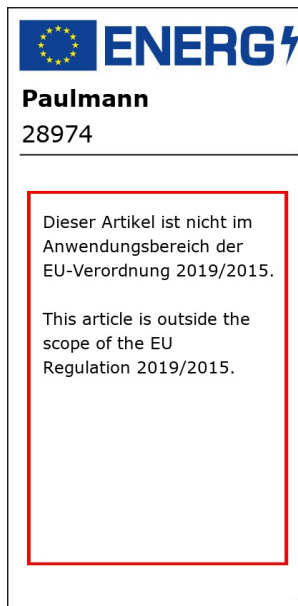 ENERG
Paulmann
28974
Dieser Artikel ist nicht im
Anwendungsbereich der
EU-Verordnung 2019/2015.
This article is outside the
scope of the EU
Regulation 2019/2015.